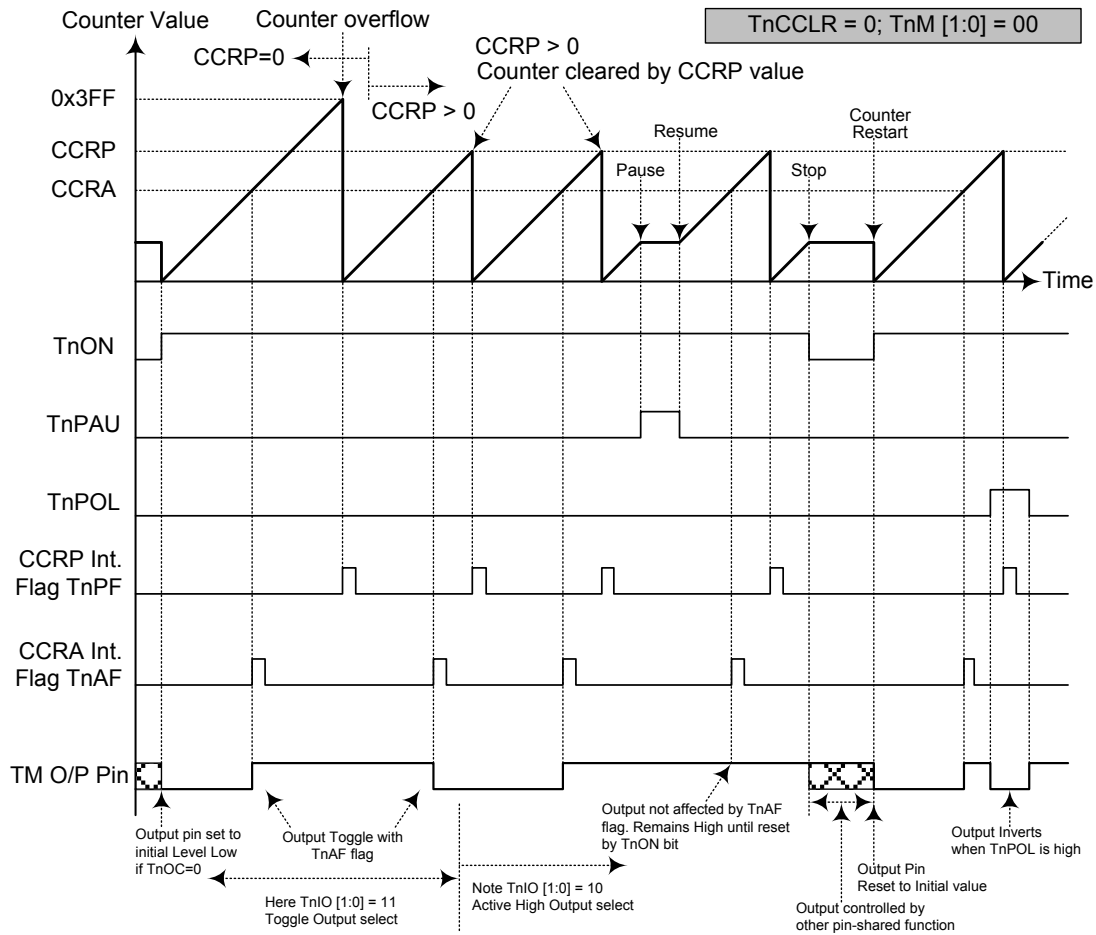 Counter Value
Counter overflow
TnCCLR = 0; TnM [1:0] = 00
CCRP=0
CCRP > 0
CCRP > 0
Counter cleared by CCRP value
0x3FF
CCRP
CCRA
Pause
Resume
Stop
Counter
Restart
Time
TnON
TnPAU
TnPOL
CCRP Int.
Flag TnPF
CCRA Int.
Flag TnAF
TM O/P Pin
Output pin set to
initial Level Low
if TnOC=0
Output Toggle with
TnAF flag
Here TnIO [1:0] = 11
Toggle Output select
Note TnIO [1:0] = 10
Active High Output select
Output not affected by TnAF
flag. Remains High until reset
by TnON bit
Output controlled by
other pin-shared function
Output Pin
Reset to Initial value
Output Inverts
when TnPOL is high